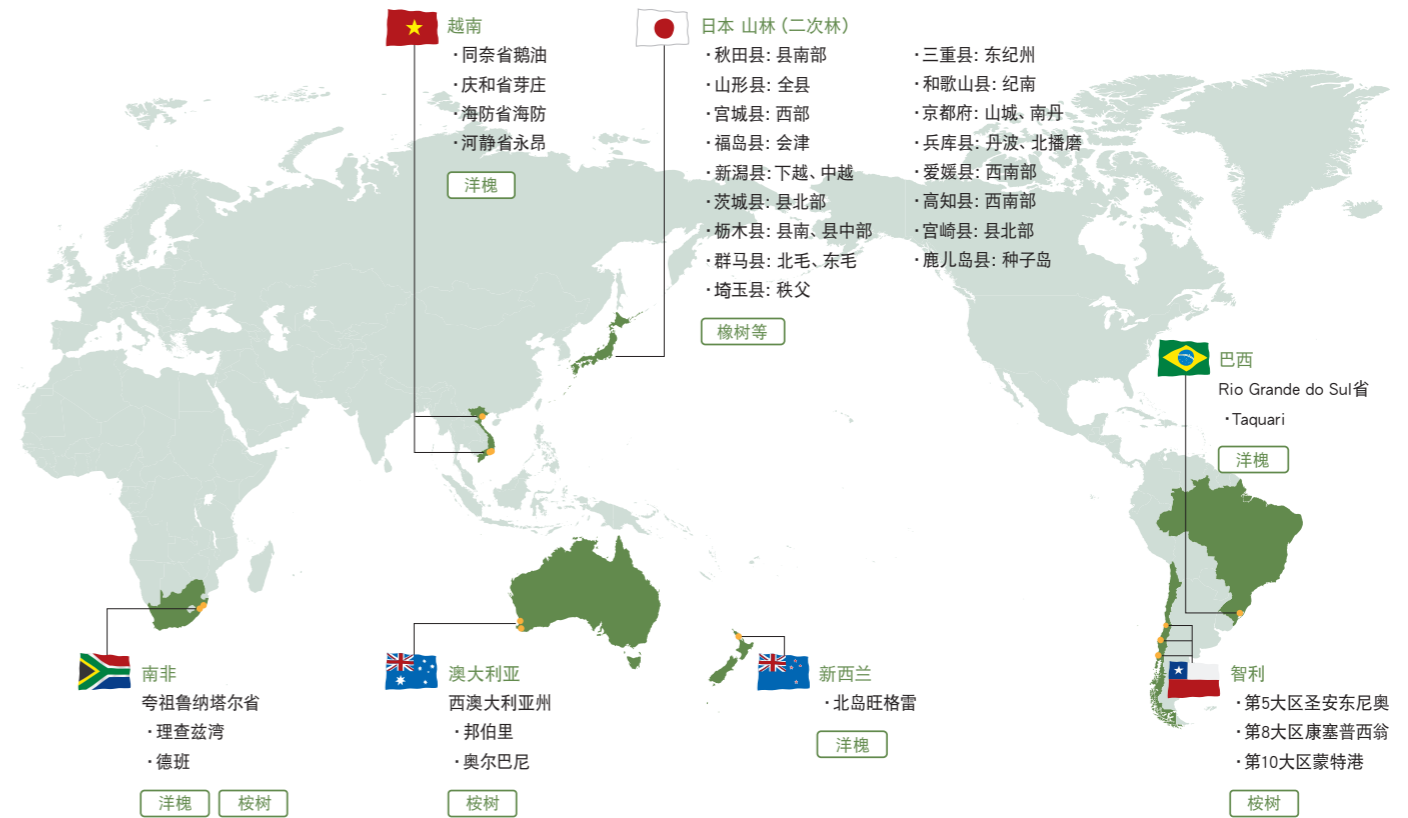 越南
·同奈省鹅油
·庆和省芽庄
·海防省海防
·河静省永昂
洋槐
日本 山林（二次林）
·秋田县：县南部
·山形县：全县
·宫城县：西部
·福岛县：会津
·新潟县：下越、中越
·茨城县：县北部
·枥木县：县南、县中部
·群马县：北毛、东毛
·埼玉县：秩父
·三重县：东纪州
·和歌山县：纪南
·京都府：山城、南丹
·兵库县：丹波、北播磨
·爱媛县：西南部
·高知县：西南部
·宫崎县：县北部
·鹿儿岛县：种子岛
橡树等
巴西
Rio Grande do Sul省
·Taquari
洋槐
南非
夸祖鲁纳塔尔省
·理查兹湾
·德班
洋槐
桉树
澳大利亚
西澳大利亚州
·邦伯里
·奥尔巴尼
桉树
新西兰
·北岛旺格雷
洋槐
智利
·第5大区圣安东尼奥
·第8大区康塞普西翁
·第10大区蒙特港
桉树